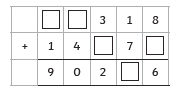 □ □ 3 1 8
+ 1 4 □ 7 □
9 0 2 □ 6